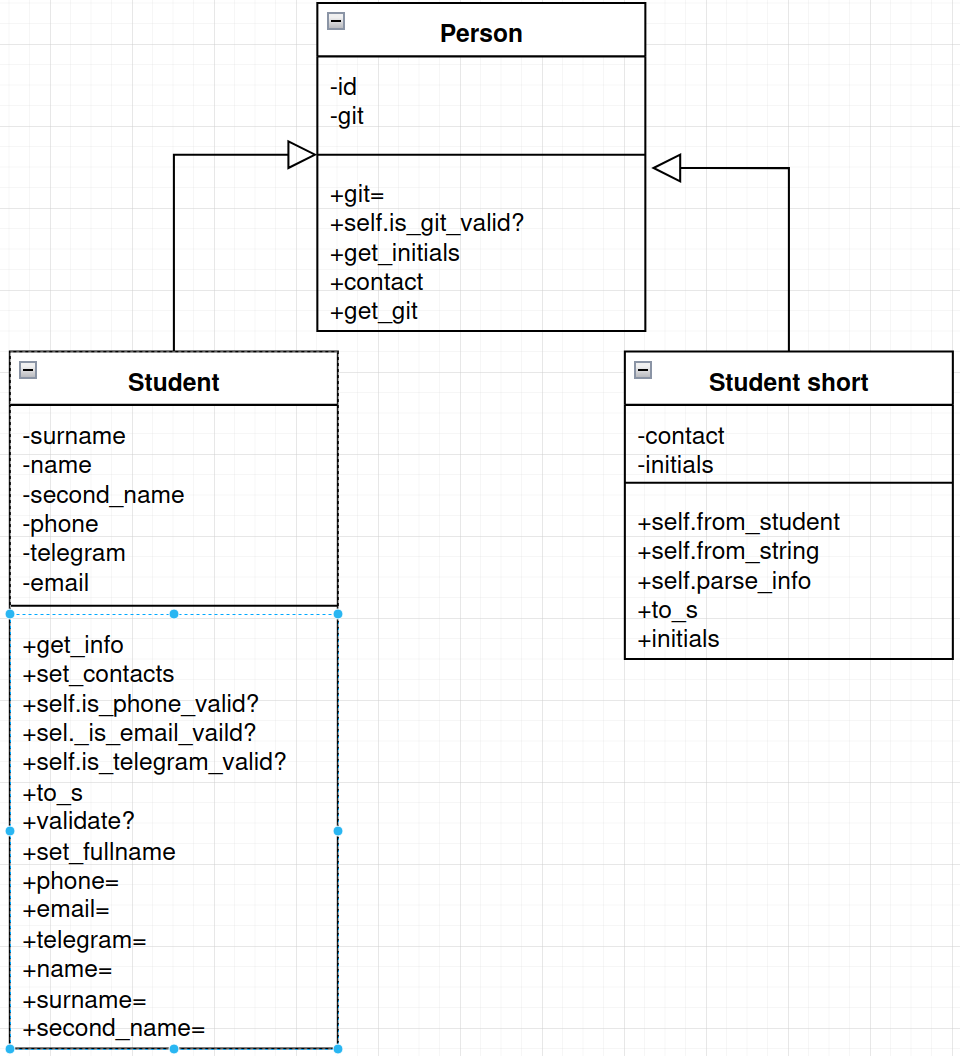 Person
-id
-git
+git=
+self.is_git_valid?
+get_initials
+contact
+get_git
Student
-surname
-name
-second_name
-phone
-telegram
-email
+get_info
+set_contacts
+self.is_phone_valid?
+sel._is_email_vaild?
+self.is_telegram_valid?
+to_s
+validate?
+set_fullname
+phone=
+email=
+telegram=
+name=
+surname=
+second_name=
Student short
-contact
-initials
+self.from_student
+self.from_string
+self.parse_info
+to_s
+initials